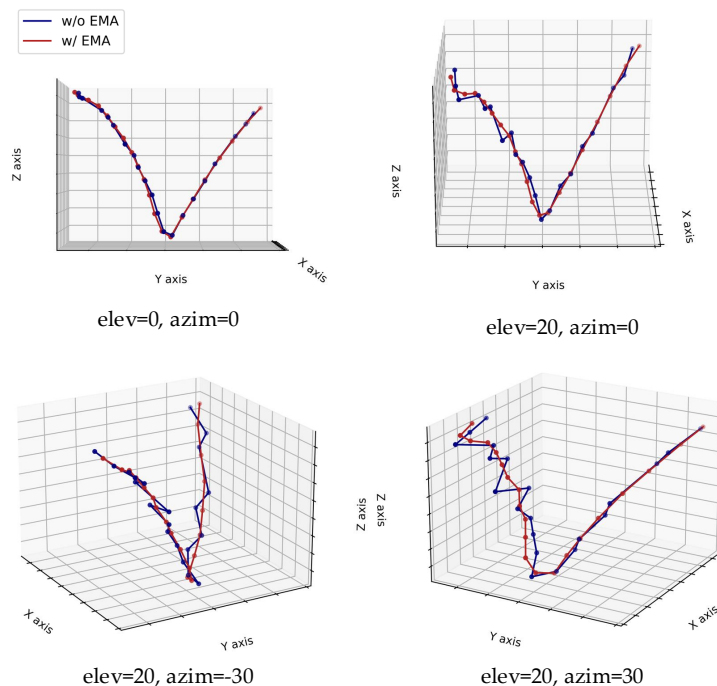 w/o EMA
w/ EMA
Z axis
Y axis
X axis
elev=0, azim=0
Z axis
X axis
Y axis
elev=20, azim=0
X axis
Y axis
Z axis
elev=20, azim=-30
Z axis
Y axis
X axis
elev=20, azim=30